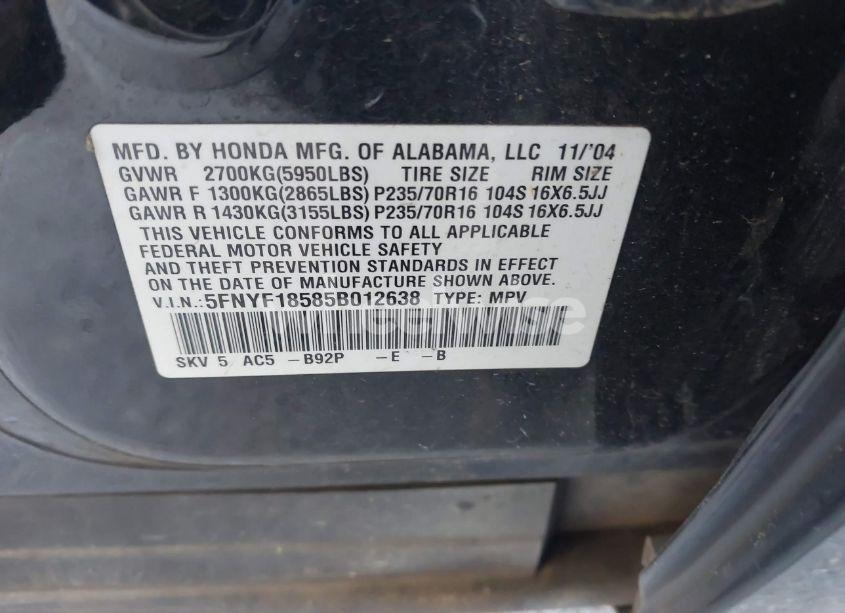 MFD. BY HONDA MFG. OF ALABAMA, LLC 11/'04
GVWR 2700KG(5950LBS) TIRE SIZE RIM SIZE
GAWR F 1300KG(2865LBS) P235/70R16 104S 16X6.5JJ
GAWR R 1430KG(3155LBS) P235/70R16 104S 16X6.5JJ
THIS VEHICLE CONFORMS TO ALL APPLICABLE
FEDERAL MOTOR VEHICLE SAFETY
AND THEFT PREVENTION STANDARDS IN EFFECT
ON THE DATE OF MANUFACTURE SHOWN ABOVE.
V.I.N.:5FNYF18585B012638 TYPE: MPV
SKV 5 AC5 -B92P -E -B